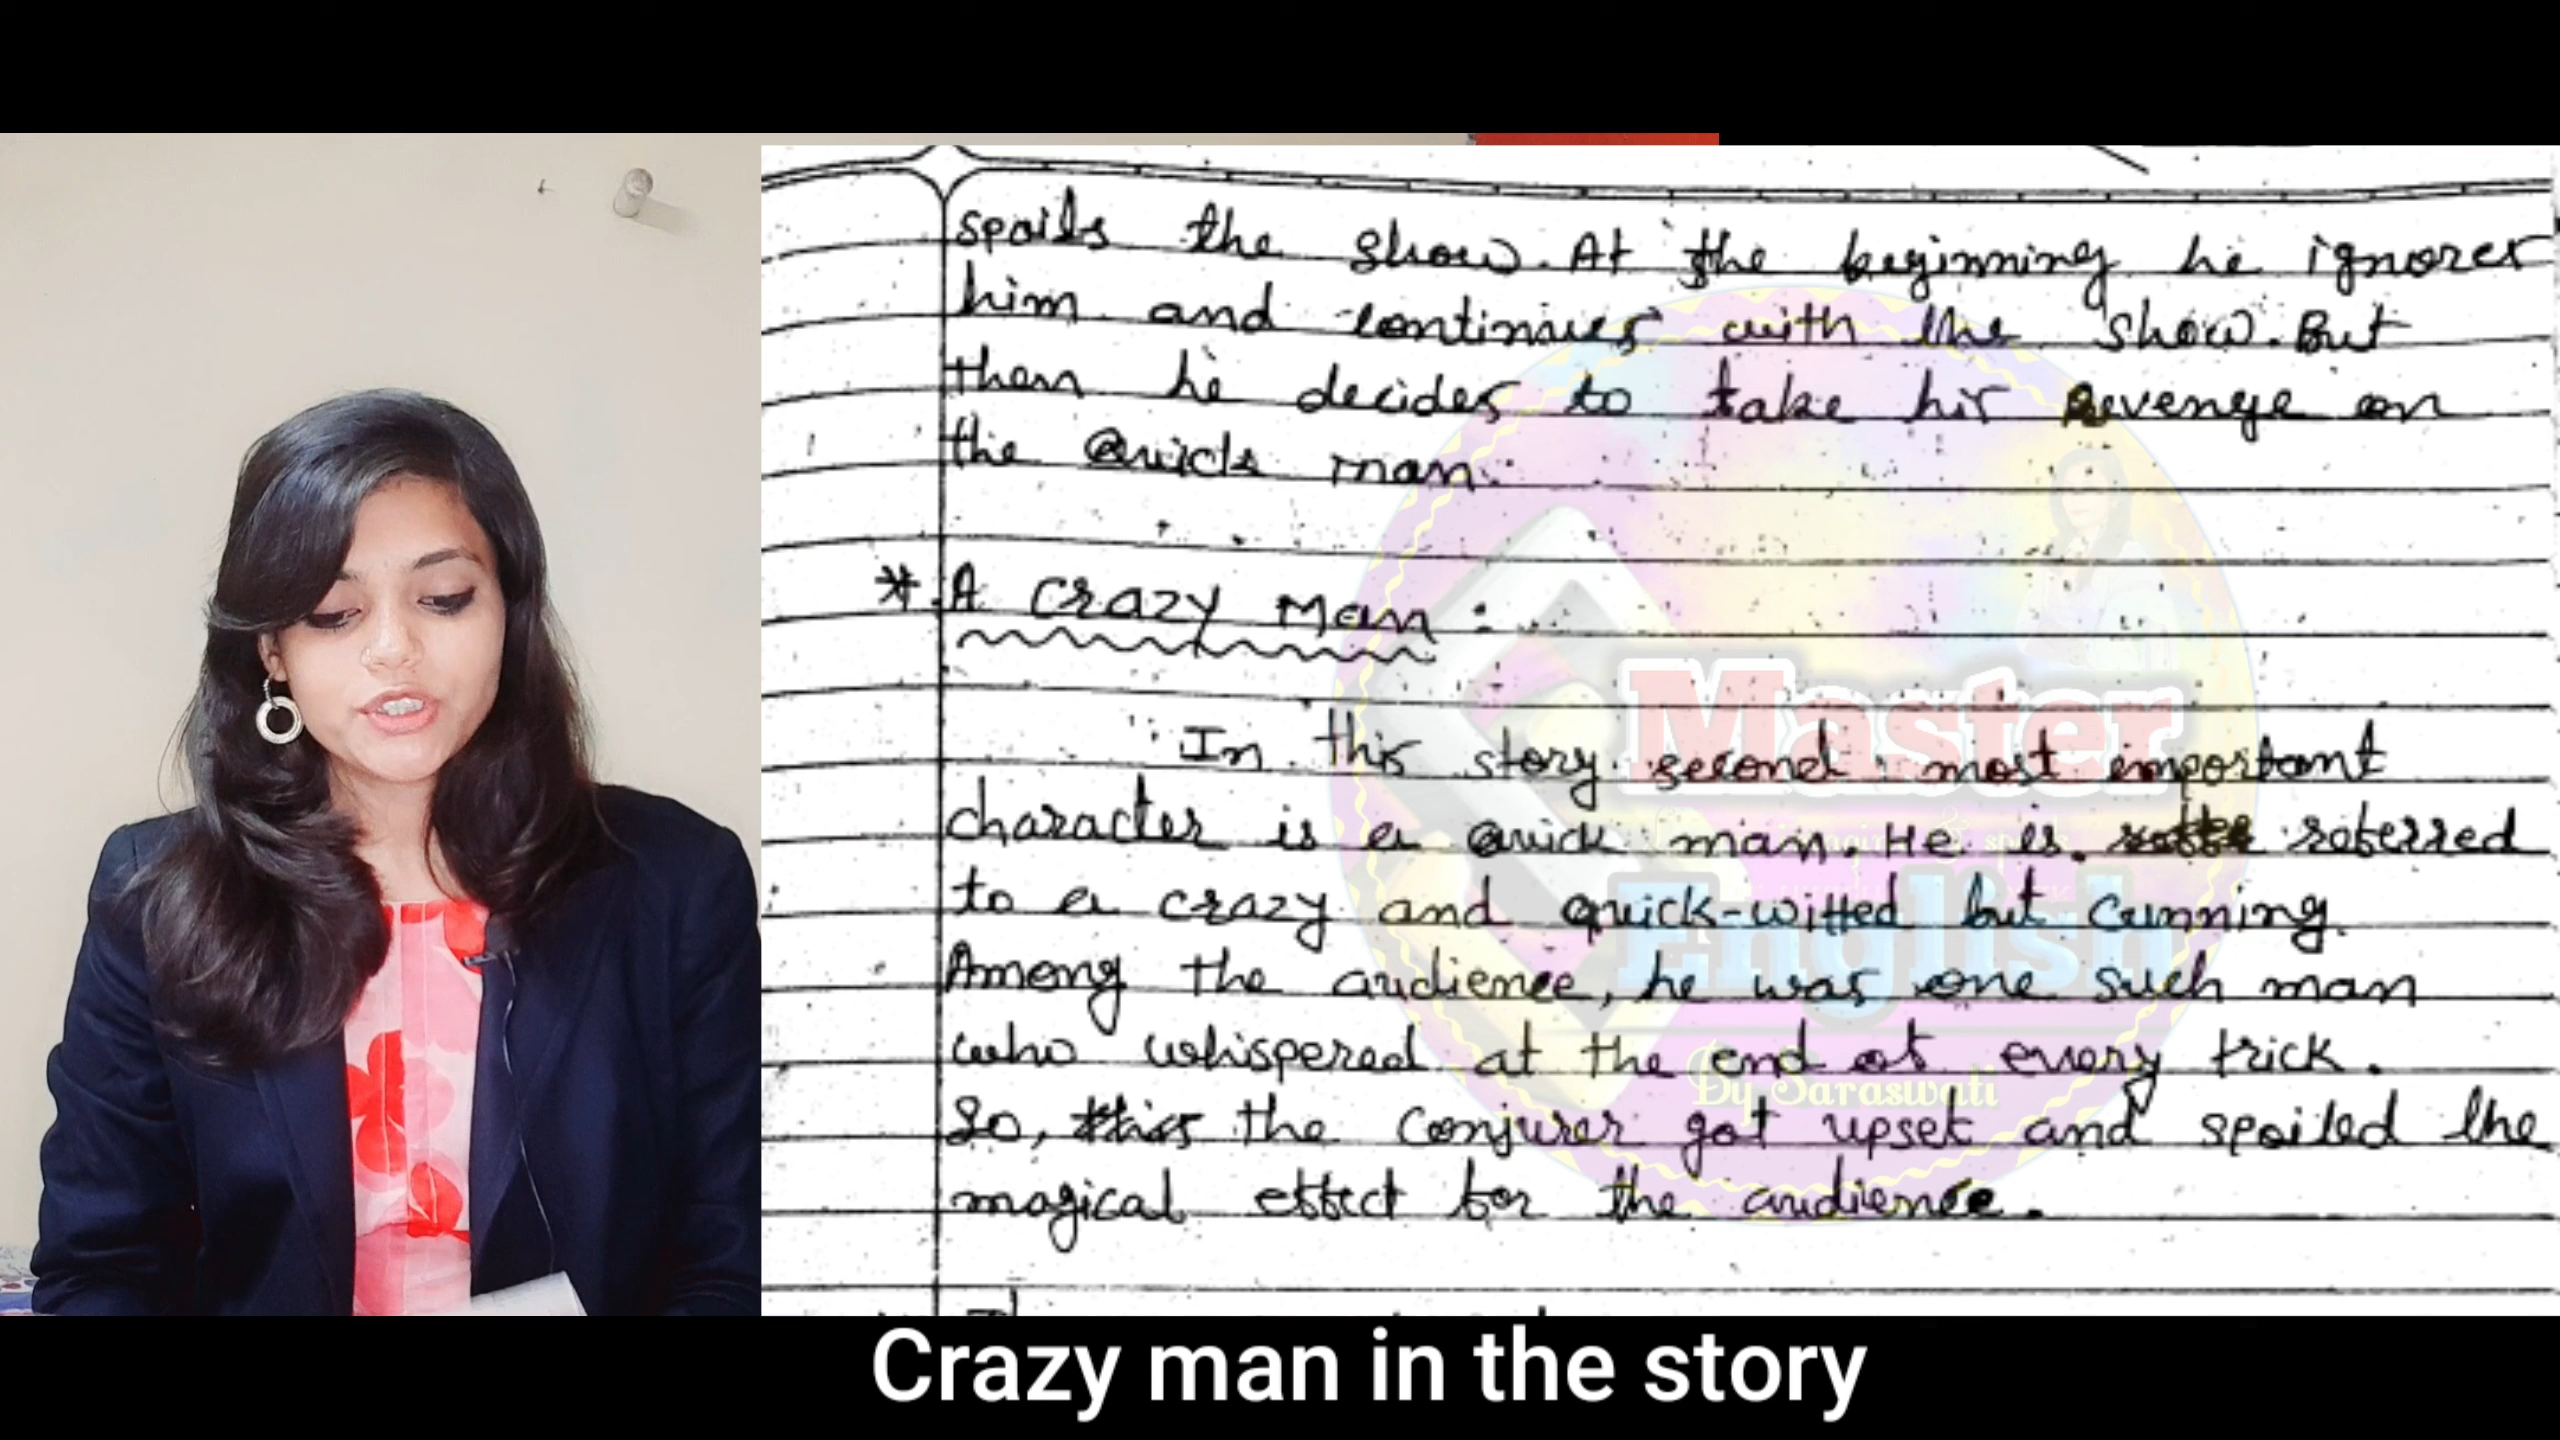 spoils the show. At the beginning he ignores
him and continues with the show. But
then he decides to take his Revenge on
the Quick man.
* A Crazy Man :
In this story second most important
character is a Quick man. He is referred
to a crazy and quick-witted but Cunning.
Among the audience, he was one such man
who whispered at the end of every trick.
So, this the Conjurer got upset and spoiled the
magical effect for the audience.
Master
English
By Saraswati
Crazy man in the story